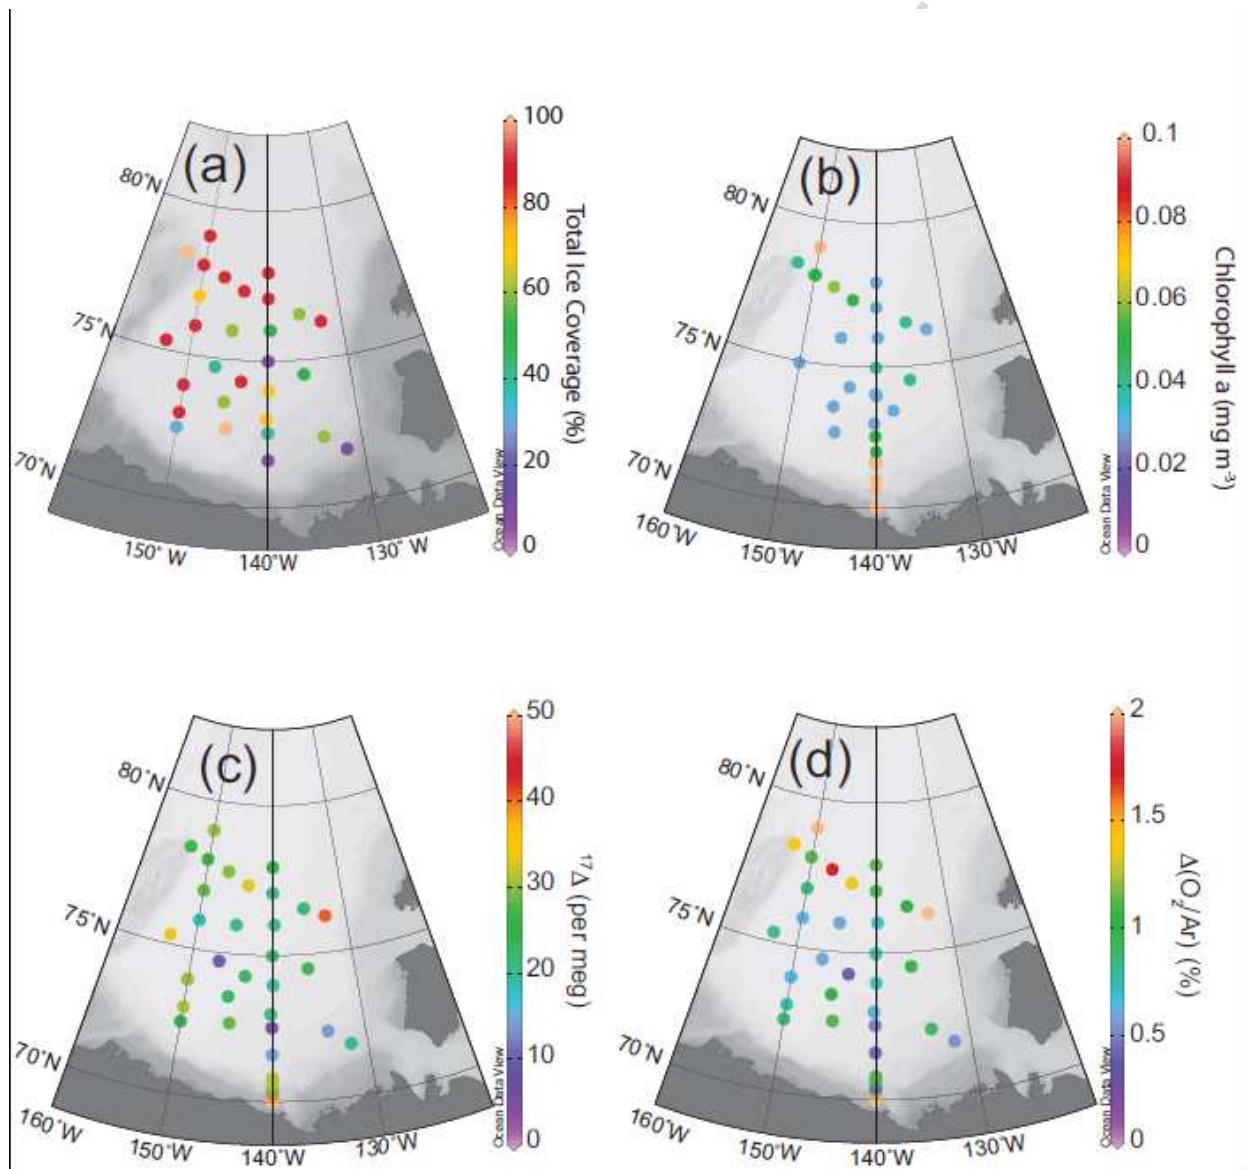 (a)
80°N
75°N
70°N
150° W
140°W
130° W
100
80
60
40
20
0
Total Ice Coverage (%)
Ocean Data View
(b)
80°N
75°N
70°N
160°W
150°W
140°W
130°W
0.1
0.08
0.06
0.04
0.02
0
Chlorophyll a (mg m-3)
Ocean Data View
(c)
80°N
75°N
70°N
160°W
150°W
140°W
130°W
50
40
30
20
10
0
17Δ (per meg)
Ocean Data View
(d)
80°N
75°N
70°N
160°W
150°W
140°W
130°W
2
1.5
1
0.5
0
Δ(O2/Ar) (%)
Ocean Data View